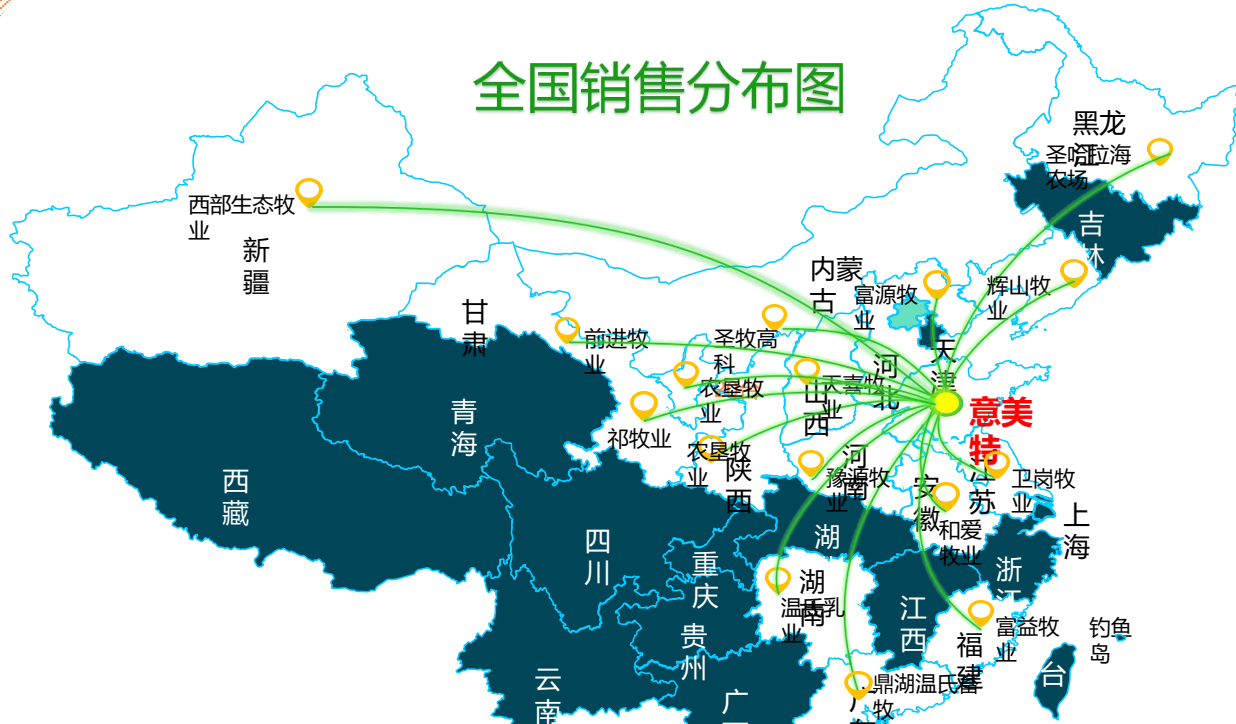 全国销售分布图
黑龙
江
圣哈拉海
农场
吉
林
西部生态牧
业
新
疆
内蒙
古
富源牧
业
辉山牧
业
甘
肃
前进牧
业
圣牧高
科
天
津
河
北
农垦牧
业
天喜牧
业
山
西
意美
特
青
海
祁牧业
农垦牧
业
陕
西
河
南
豫源牧
业
安
徽
江
苏
卫岗牧
业
西
藏
上
海
和爱
牧业
四
川
湖
重
庆
浙
江
湖
南
温氏乳
业
江
西
贵
州
福
建
富益牧
业
钓鱼
岛
台
云
南
广
鼎湖温氏畜
牧
广